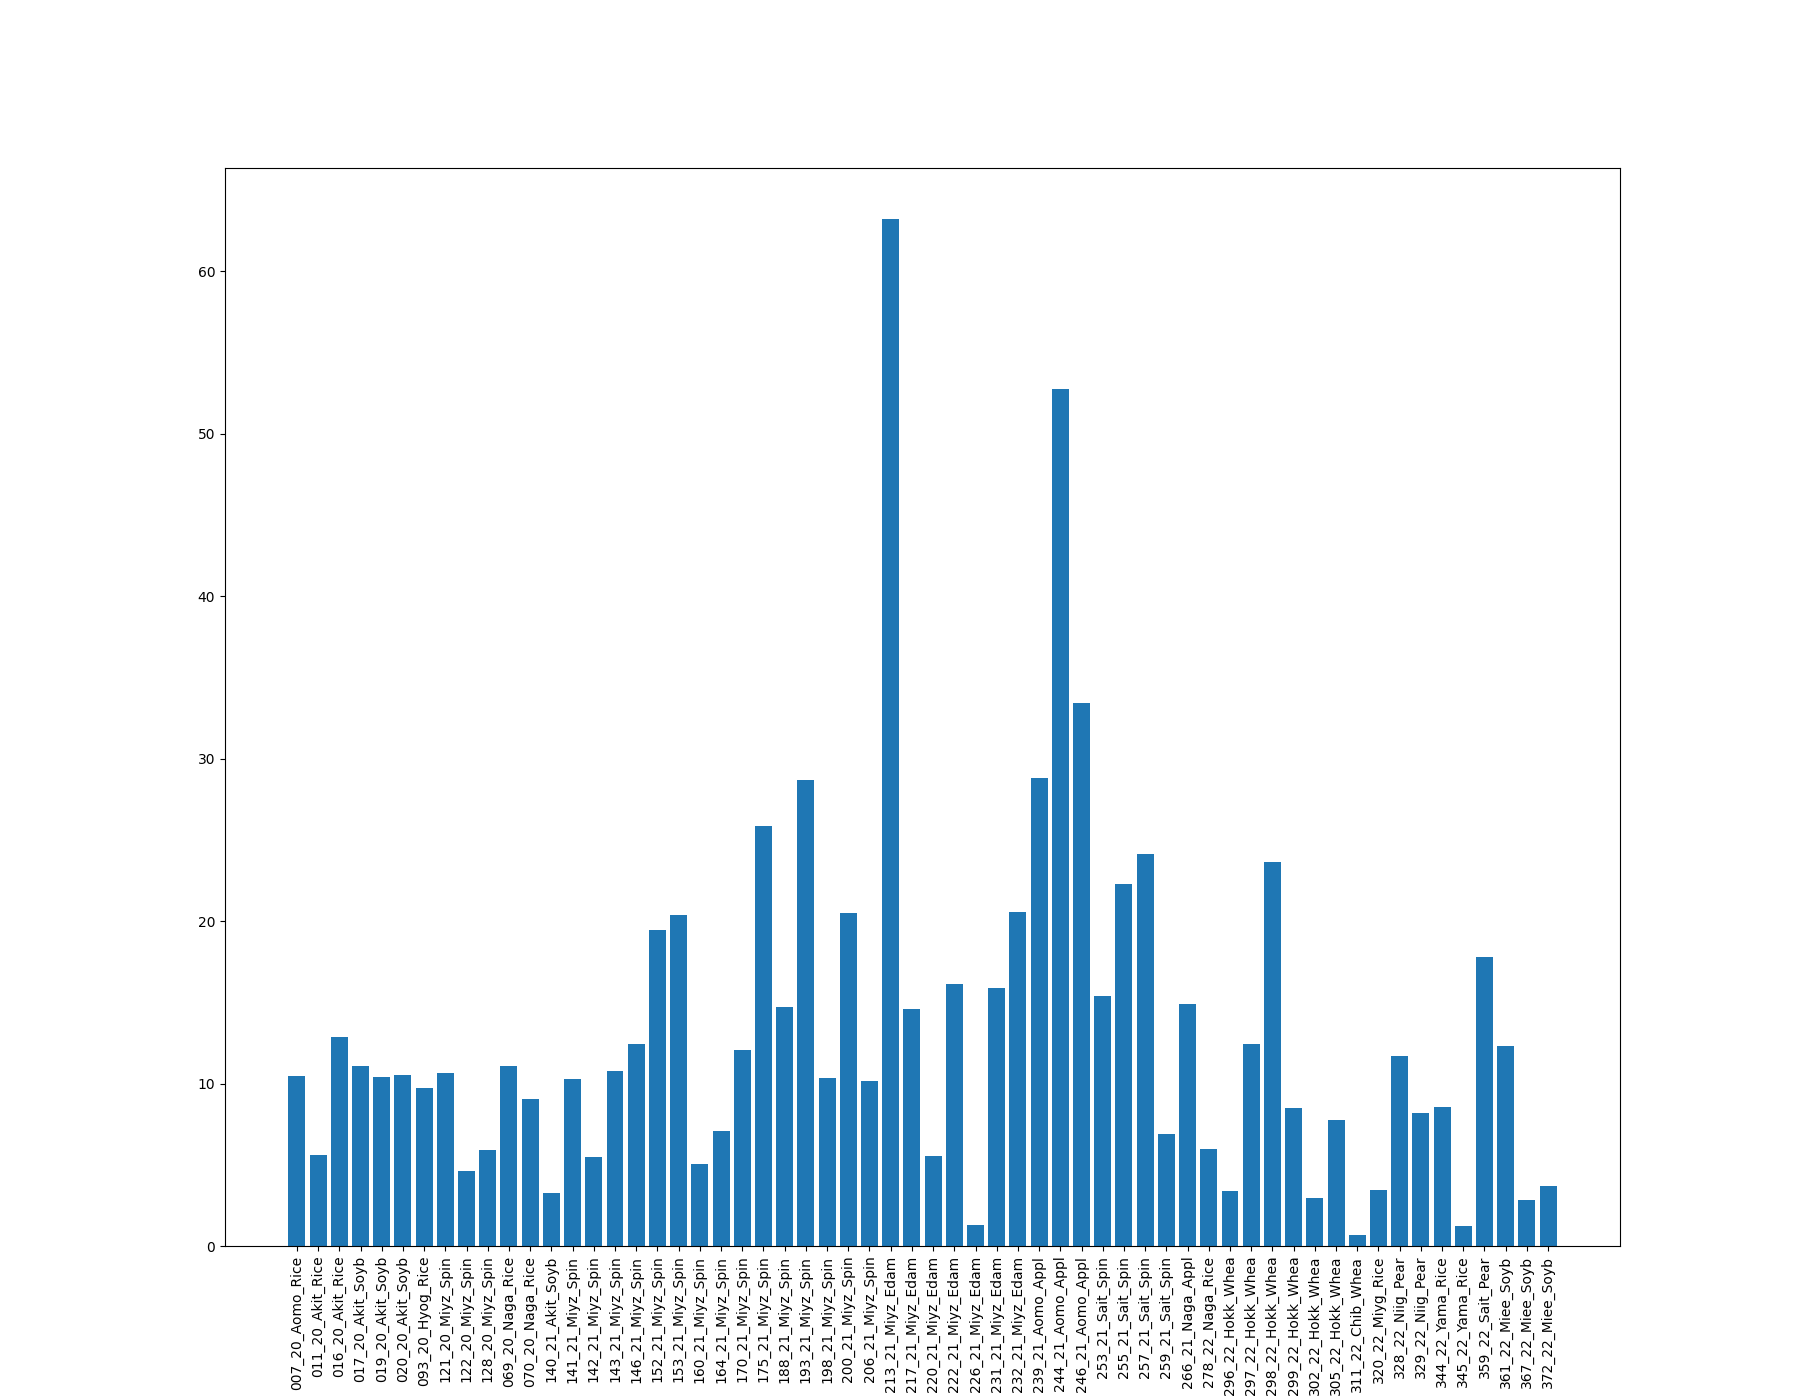 60
50
40
30
20
10
0
007_20_Aomo_Rice
011_20_Akit_Rice
016_20_Akit_Rice
017_20_Akit_Soyb
019_20_Akit_Soyb
020_20_Akit_Soyb
093_20_Hyog_Rice
121_20_Miyz_Spin
122_20_Miyz_Spin
128_20_Miyz_Spin
069_20_Naga_Rice
070_20_Naga_Rice
140_21_Akit_Soyb
141_21_Miyz_Spin
142_21_Miyz_Spin
143_21_Miyz_Spin
146_21_Miyz_Spin
152_21_Miyz_Spin
153_21_Miyz_Spin
160_21_Miyz_Spin
164_21_Miyz_Spin
170_21_Miyz_Spin
175_21_Miyz_Spin
188_21_Miyz_Spin
193_21_Miyz_Spin
198_21_Miyz_Spin
200_21_Miyz_Spin
206_21_Miyz_Spin
213_21_Miyz_Edam
217_21_Miyz_Edam
220_21_Miyz_Edam
222_21_Miyz_Edam
226_21_Miyz_Edam
231_21_Miyz_Edam
232_21_Miyz_Edam
239_21_Aomo_Appl
244_21_Aomo_Appl
246_21_Aomo_Appl
253_21_Sait_Spin
255_21_Sait_Spin
257_21_Sait_Spin
259_21_Sait_Spin
266_21_Naga_Appl
278_22_Naga_Rice
296_22_Hokk_Whea
297_22_Hokk_Whea
298_22_Hokk_Whea
299_22_Hokk_Whea
302_22_Hokk_Whea
305_22_Hokk_Whea
311_22_Chib_Whea
320_22_Miyg_Rice
328_22_Niig_Pear
329_22_Niig_Pear
344_22_Yama_Rice
345_22_Yama_Rice
359_22_Sait_Pear
361_22_Miee_Soyb
367_22_Miee_Soyb
372_22_Miee_Soyb